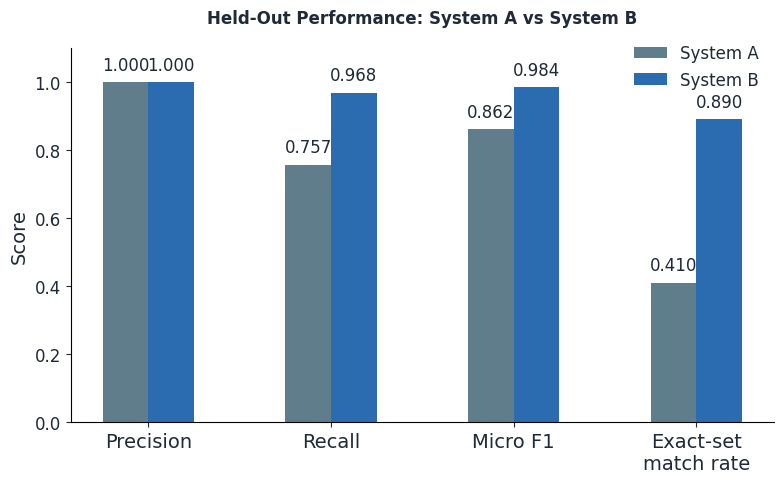 Held-Out Performance: System A vs System B
System A
System B
1.000
1.000
0.757
0.968
0.862
0.984
0.410
0.890
Score
1.0
0.8
0.6
0.4
0.2
0.0
Precision
Recall
Micro F1
Exact-set
match rate